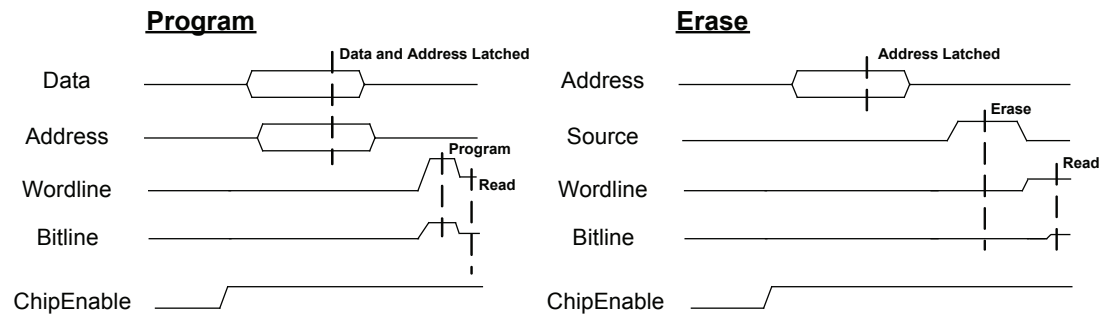 Program
Data and Address Latched
Data
Address
Program
Wordline
Read
Bitline
ChipEnable
Erase
Address Latched
Address
Erase
Source
Read
Wordline
Bitline
ChipEnable